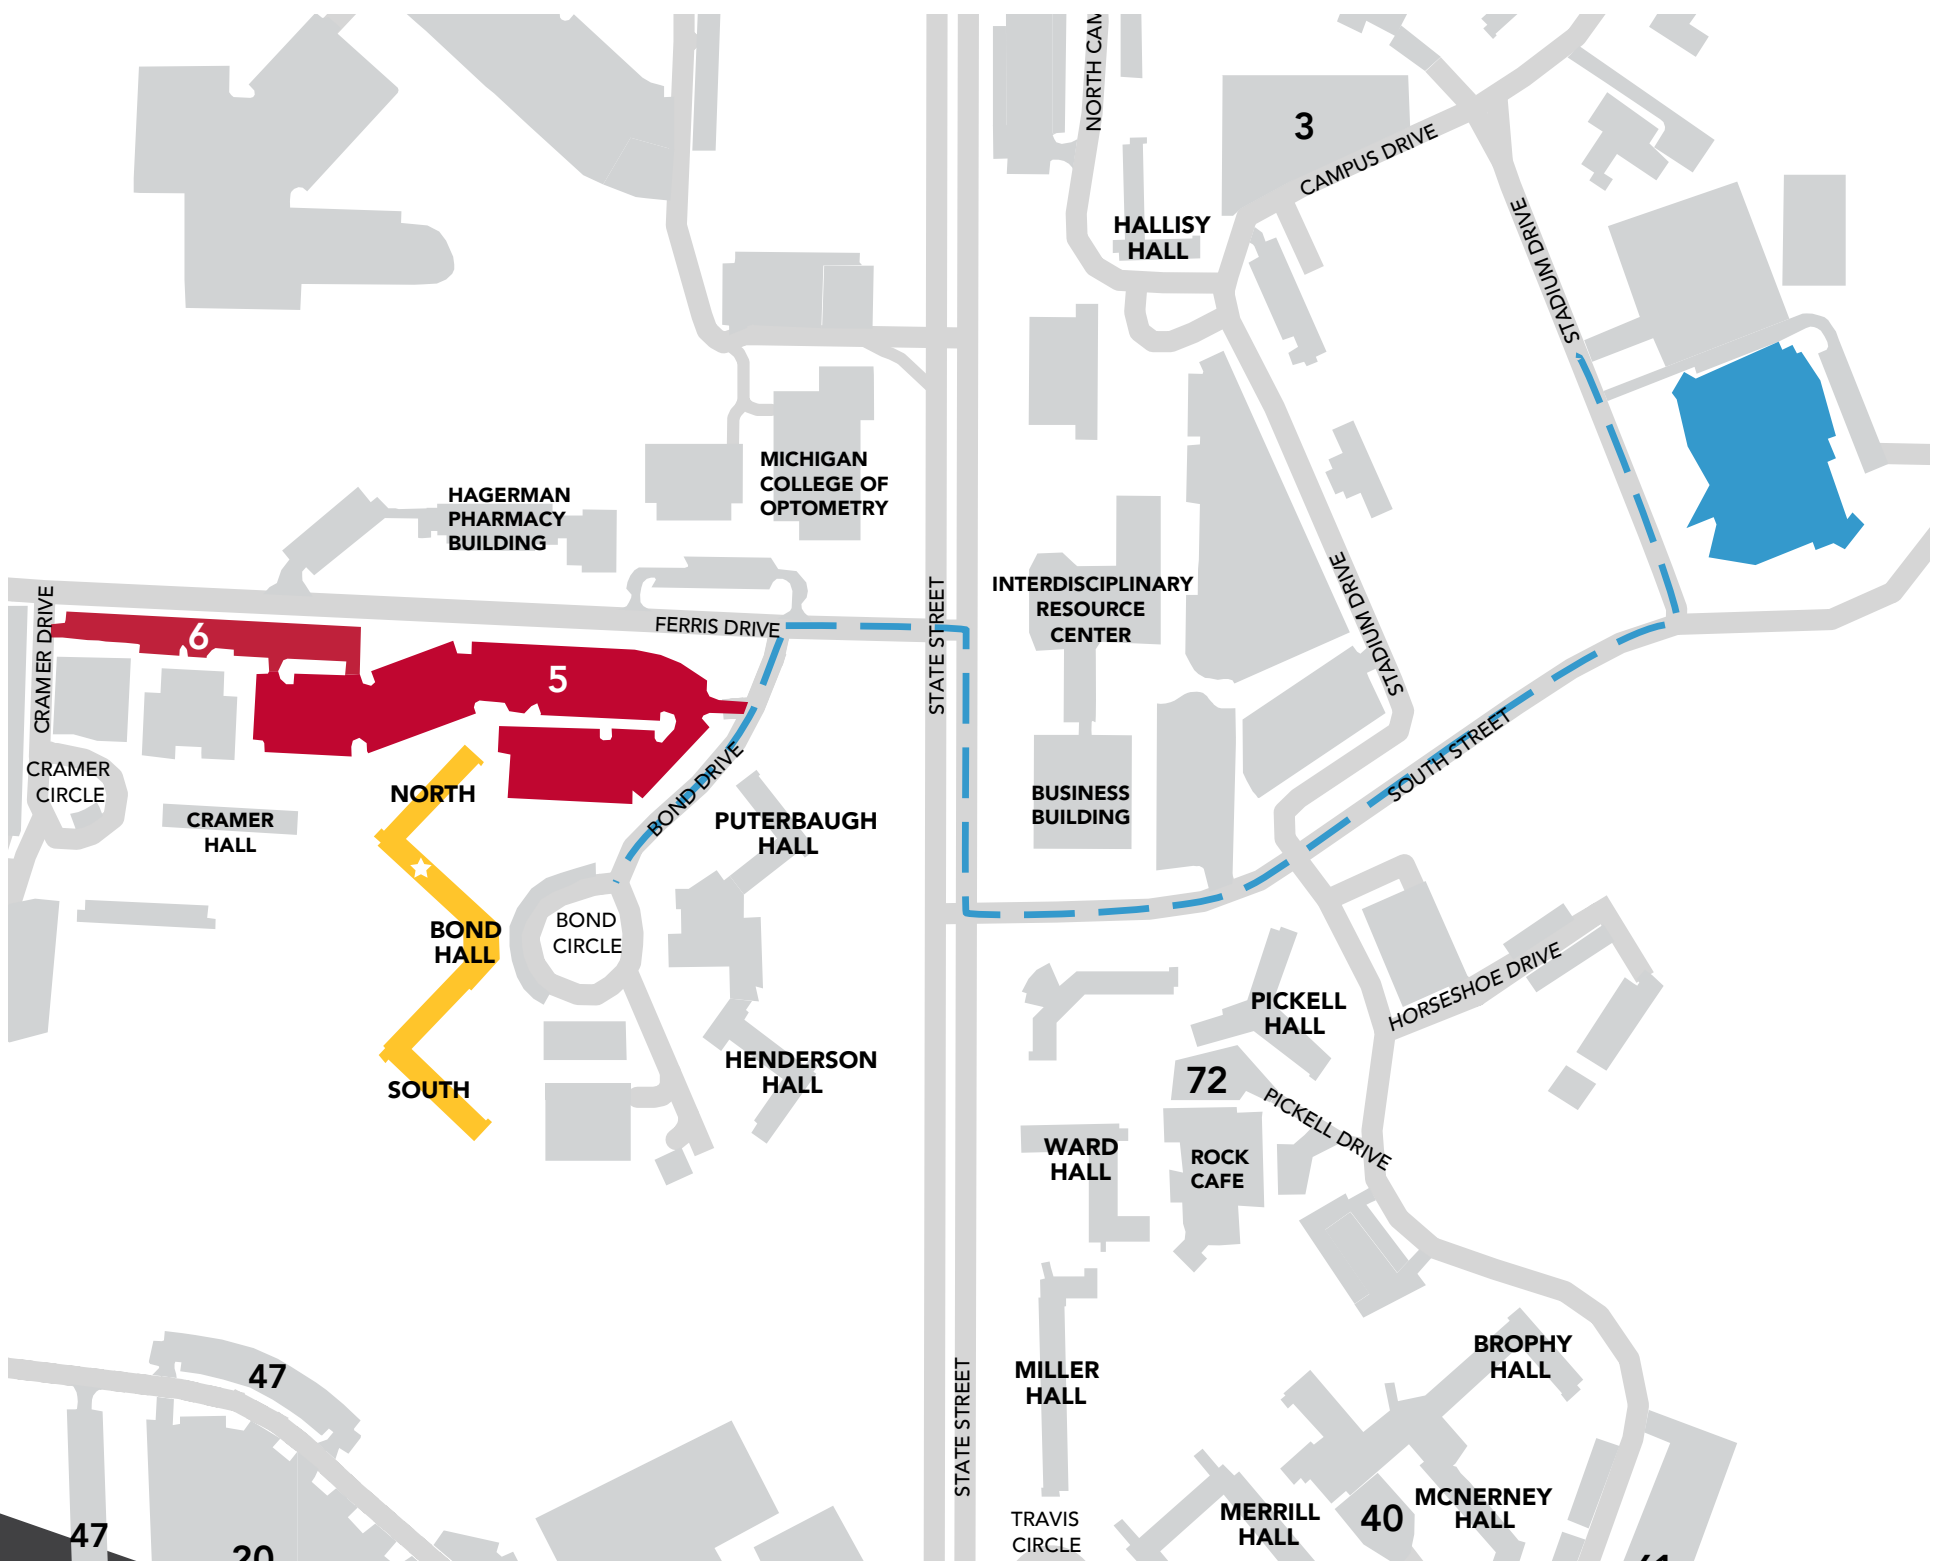 NORTH CAM
3
CAMPUS DRIVE
HALLISY
HALL
STADIUM DRIVE
MICHIGAN
COLLEGE OF
OPTOMETRY
HAGERMAN
PHARMACY
BUILDING
INTERDISCIPLINARY
RESOURCE
CENTER
STADIUM DRIVE
CRAMER DRIVE
6
FERRIS DRIVE
STATE STREET
5
CRAMER
CIRCLE
NORTH
BOND DRIVE
SOUTH STREET
BUSINESS
BUILDING
CRAMER
HALL
PUTERBAUGH
HALL
BOND
HALL
BOND
CIRCLE
HORSESHOE DRIVE
PICKELL
HALL
HENDERSON
HALL
SOUTH
72
PICKELL DRIVE
WARD
HALL
ROCK
CAFE
BROPHY
HALL
47
MILLER
HALL
STATE STREET
MCNERNEY
HALL
MERRILL
HALL
40
TRAVIS
CIRCLE
47
20
61